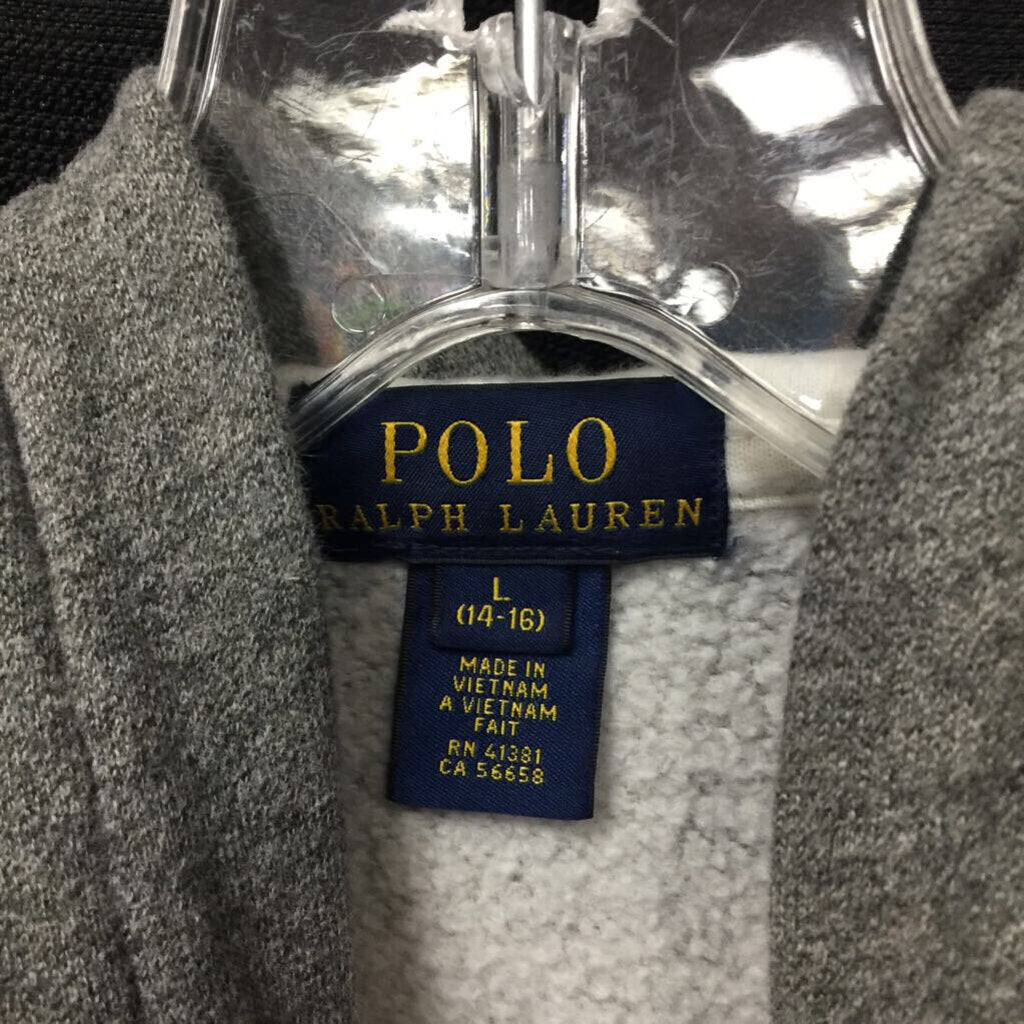 POLO
RALPH LAUREN
L
(14-16)
MADE IN
VIETNAM
A VIETNAM
FAIT
RN 41381
CA 56658